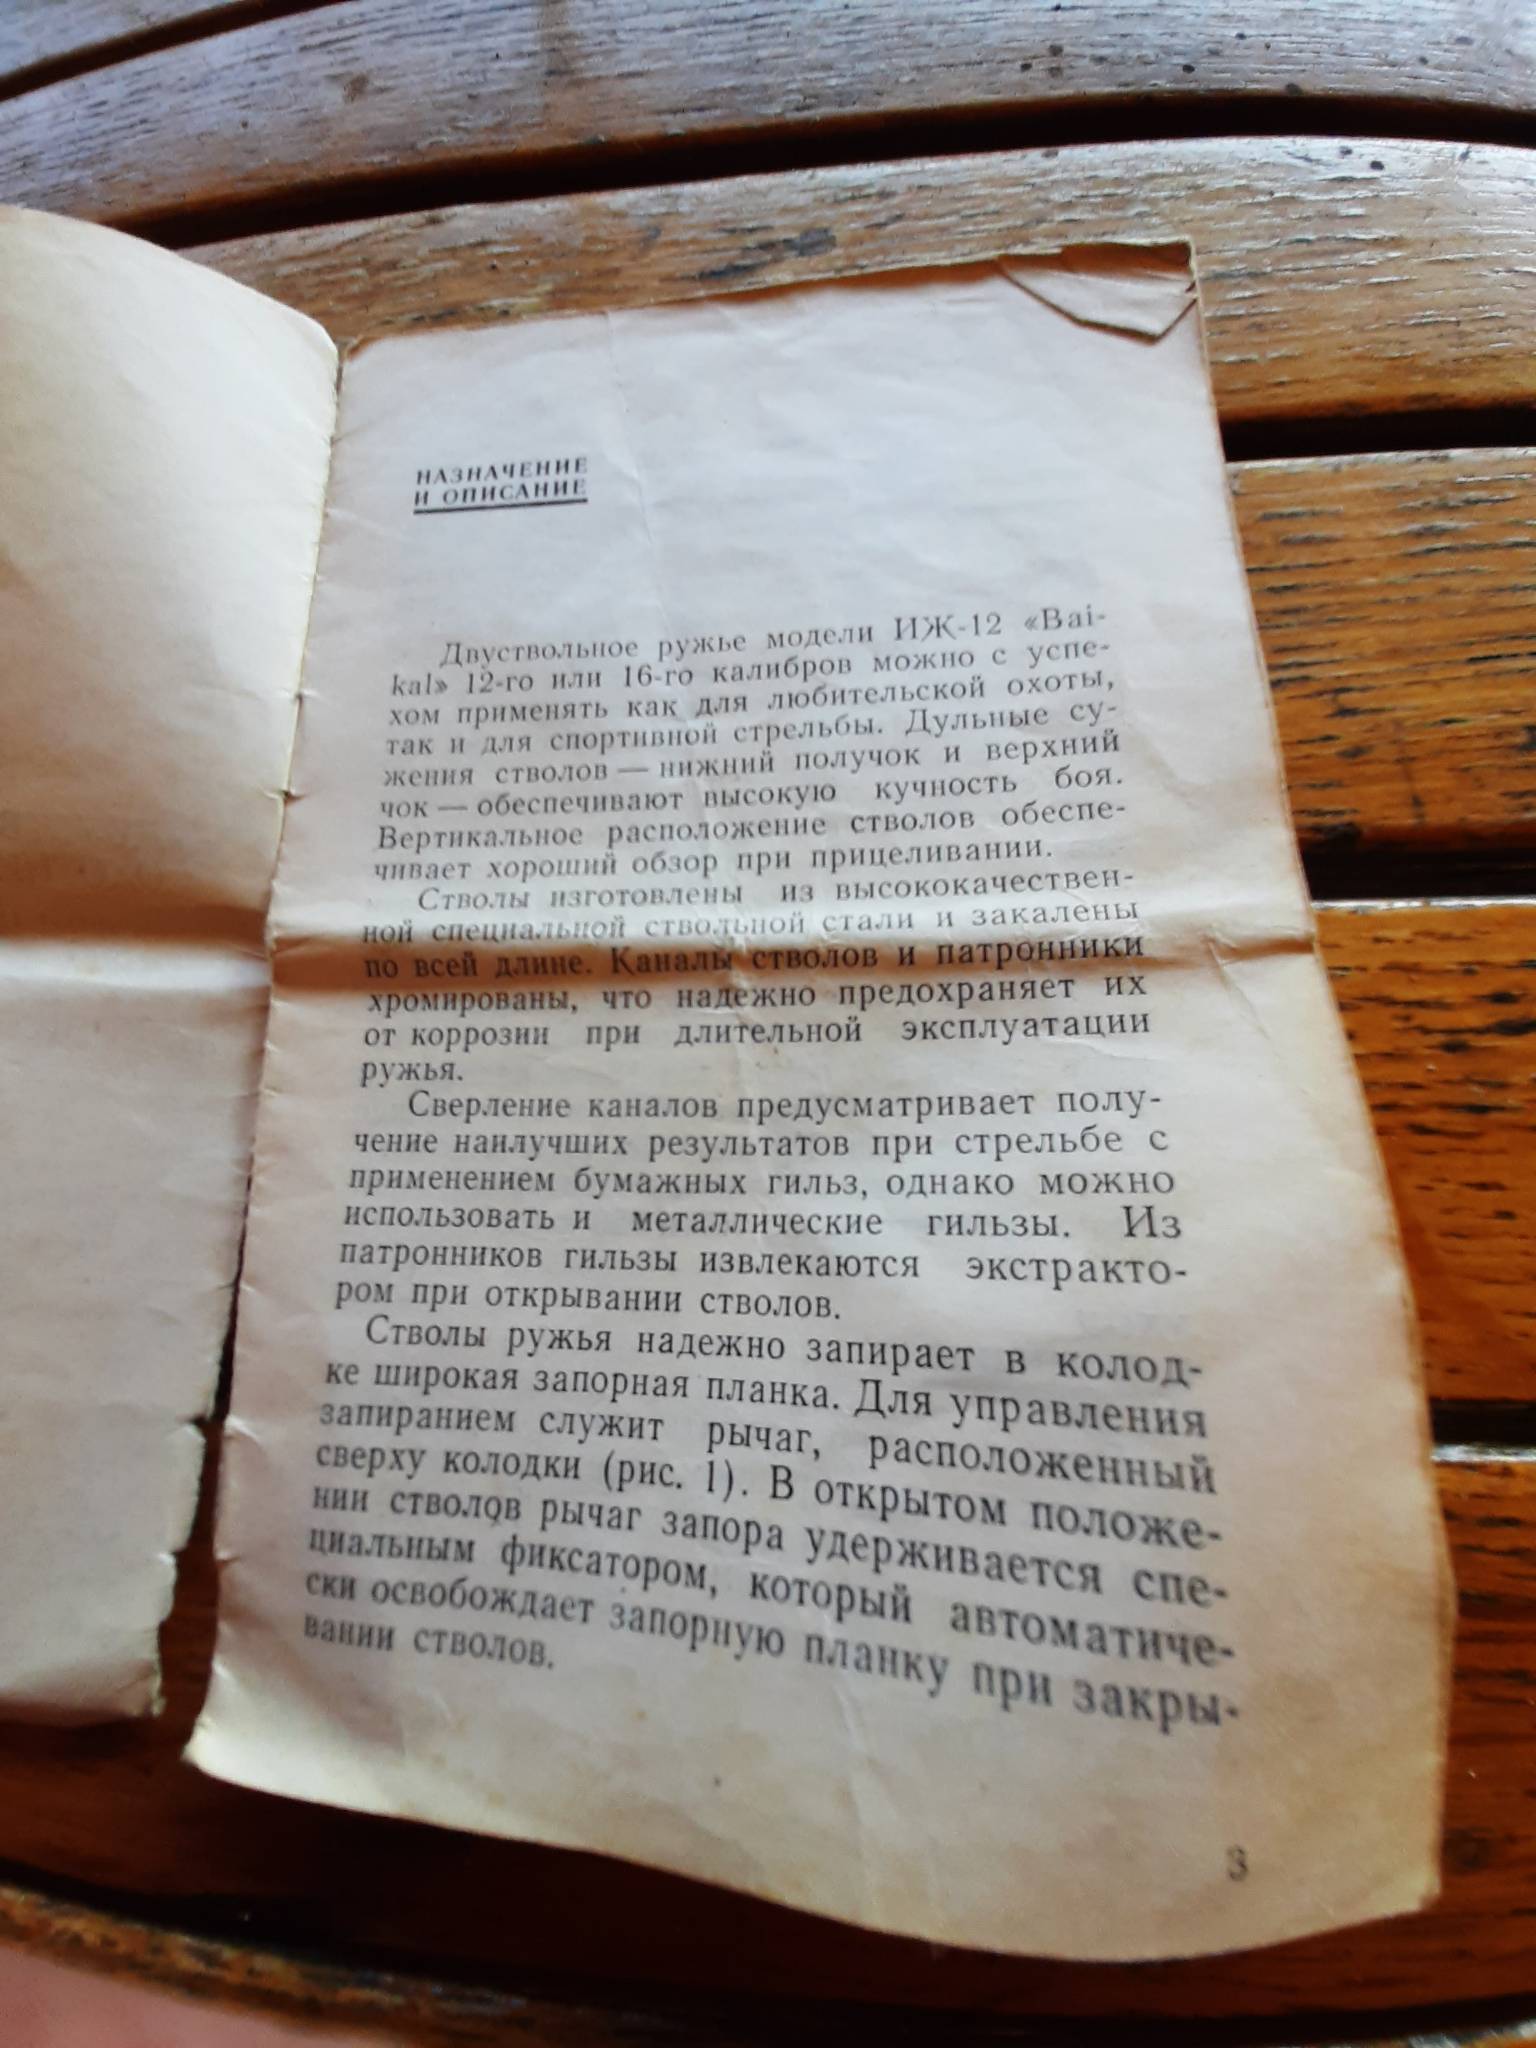 НАЗНАЧЕНИЕ
И ОПИСАНИЕ
Двуствольное ружье модели ИЖ-12 «Bai-
kal» 12-го или 16-го калибров можно с успе-
хом применять как для любительской охоты,
так и для спортивной стрельбы. Дульные су-
жения стволов — нижний получок и верхний
чок — обеспечивают высокую кучность боя.
Вертикальное расположение стволов обеспе-
чивает хороший обзор при прицеливании.
Стволы изготовлены из высококачествен-
ной специальной ствольной стали и закалены
по всей длине. Каналы стволов и патронники
хромированы, что надежно предохраняет их
от коррозии при длительной эксплуатации
ружья.
Сверление каналов предусматривает полу-
чение наилучших результатов при стрельбе с
применением бумажных гильз, однако можно
использовать и металлические гильзы. Из
патронников гильзы извлекаются экстракто-
ром при открывании стволов.
Стволы ружья надежно запирает в колод-
ке широкая запорная планка. Для управления
запиранием служит рычаг, расположенный
сверху колодки (рис. 1). В открытом положе-
нии стволов рычаг запора удерживается спе-
циальным фиксатором, который автоматиче-
ски освобождает запорную планку при закры-
вании стволов.
3